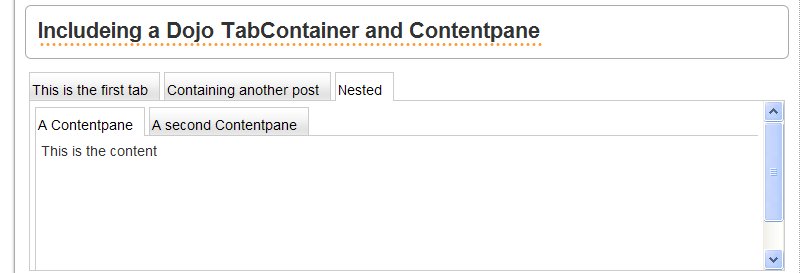 Includeing a Dojo TabContainer and Contentpane
This is the first tab Containing another post Nested
A Contentpane A second Contentpane
This is the content